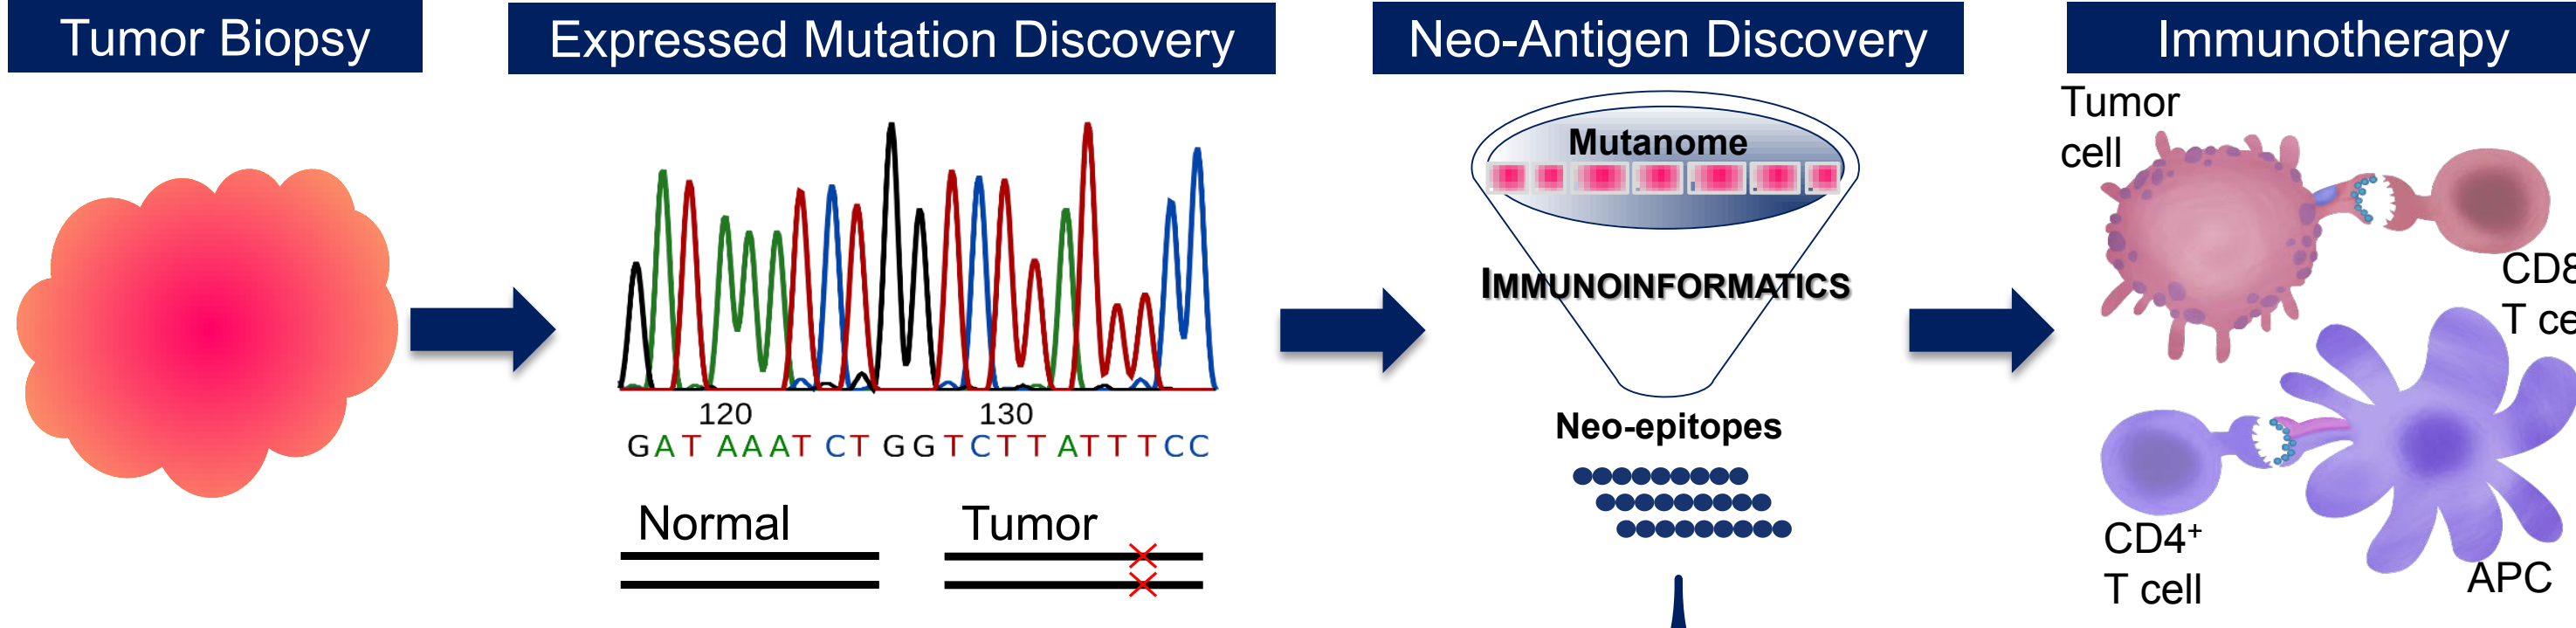 Tumor Biopsy
Expressed Mutation Discovery
Neo-Antigen Discovery
Immunotherapy
120 130
GAT AAAT CT GGTCTTATTTCC
Normal Tumor
Mutanome
IMMUNOINFORMATICS
Neo-epitopes
Tumor
cell
CD8
T
CD4⁺
T cell
APC